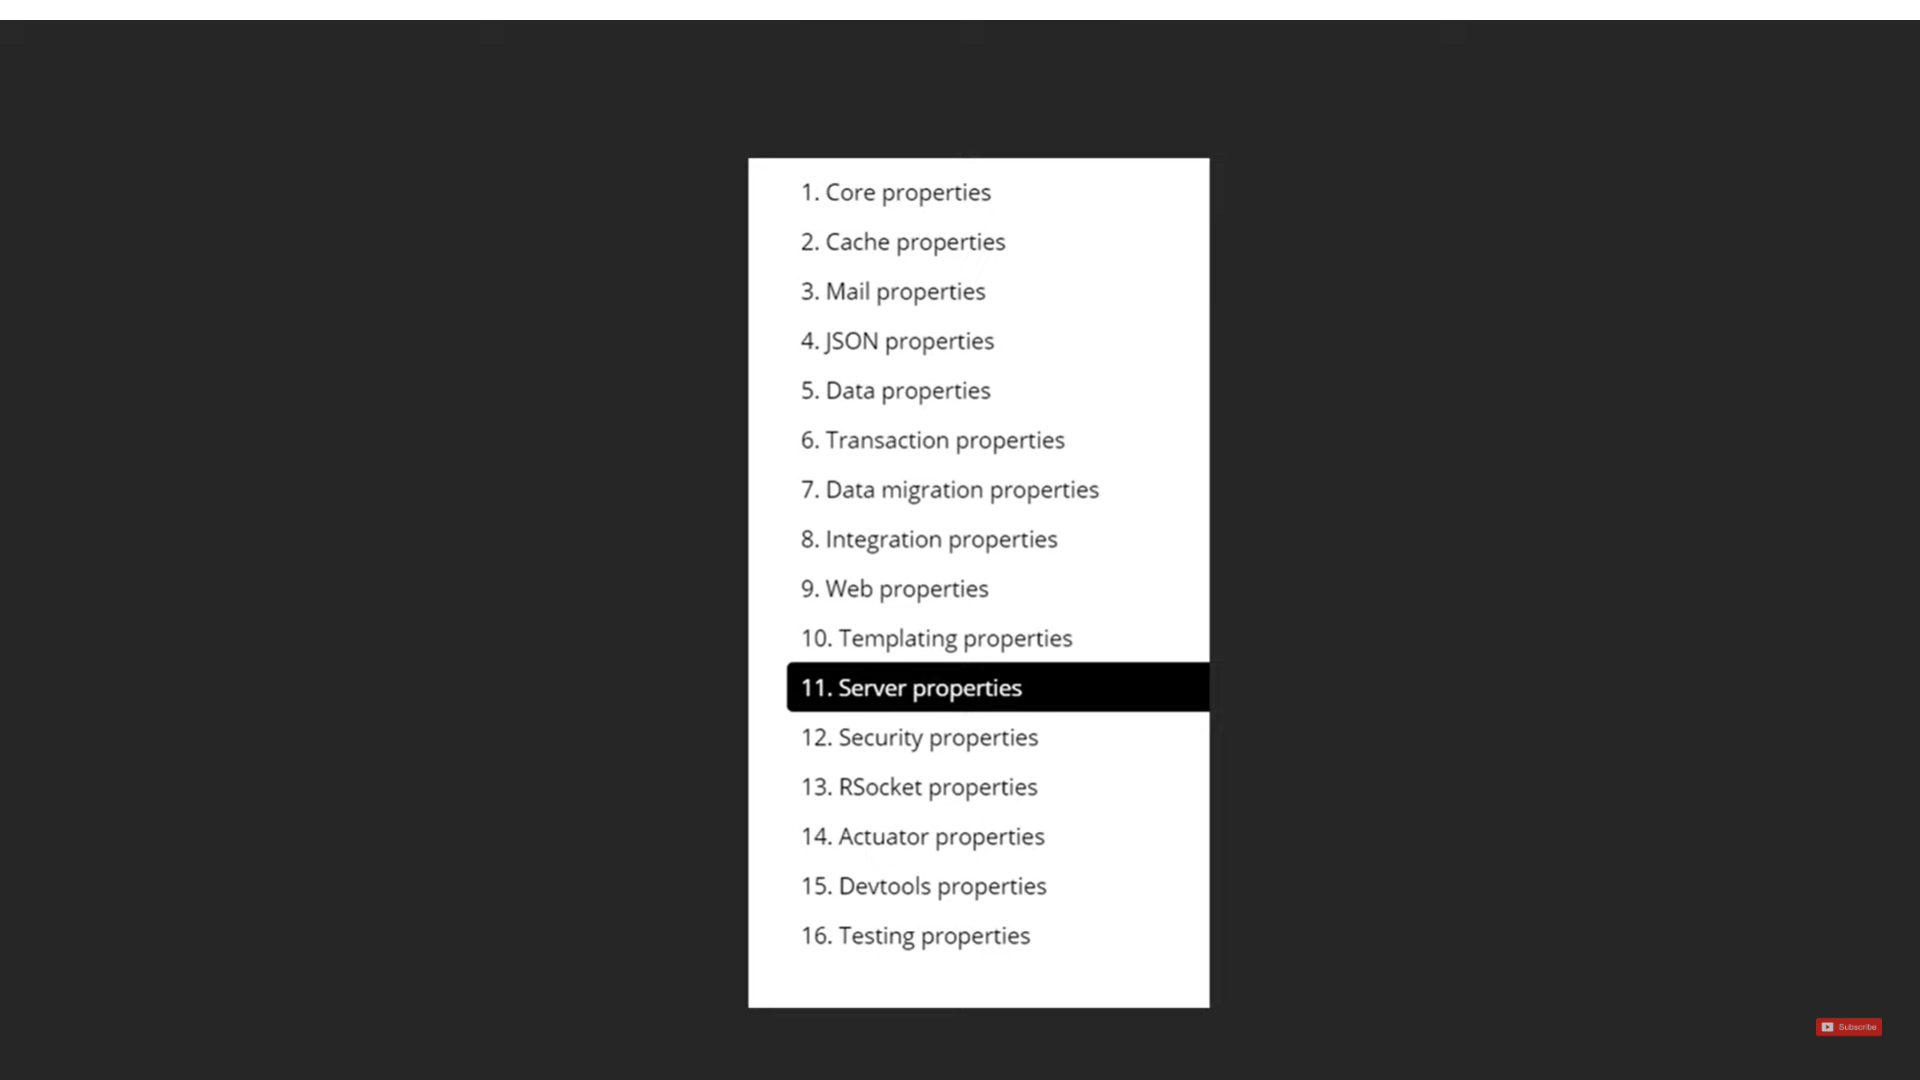 1. Core properties
2. Cache properties
3. Mail properties
4. JSON properties
5. Data properties
6. Transaction properties
7. Data migration properties
8. Integration properties
9. Web properties
10. Templating properties
11. Server properties
12. Security properties
13. RSocket properties
14. Actuator properties
15. Devtools properties
16. Testing properties
Subscribe